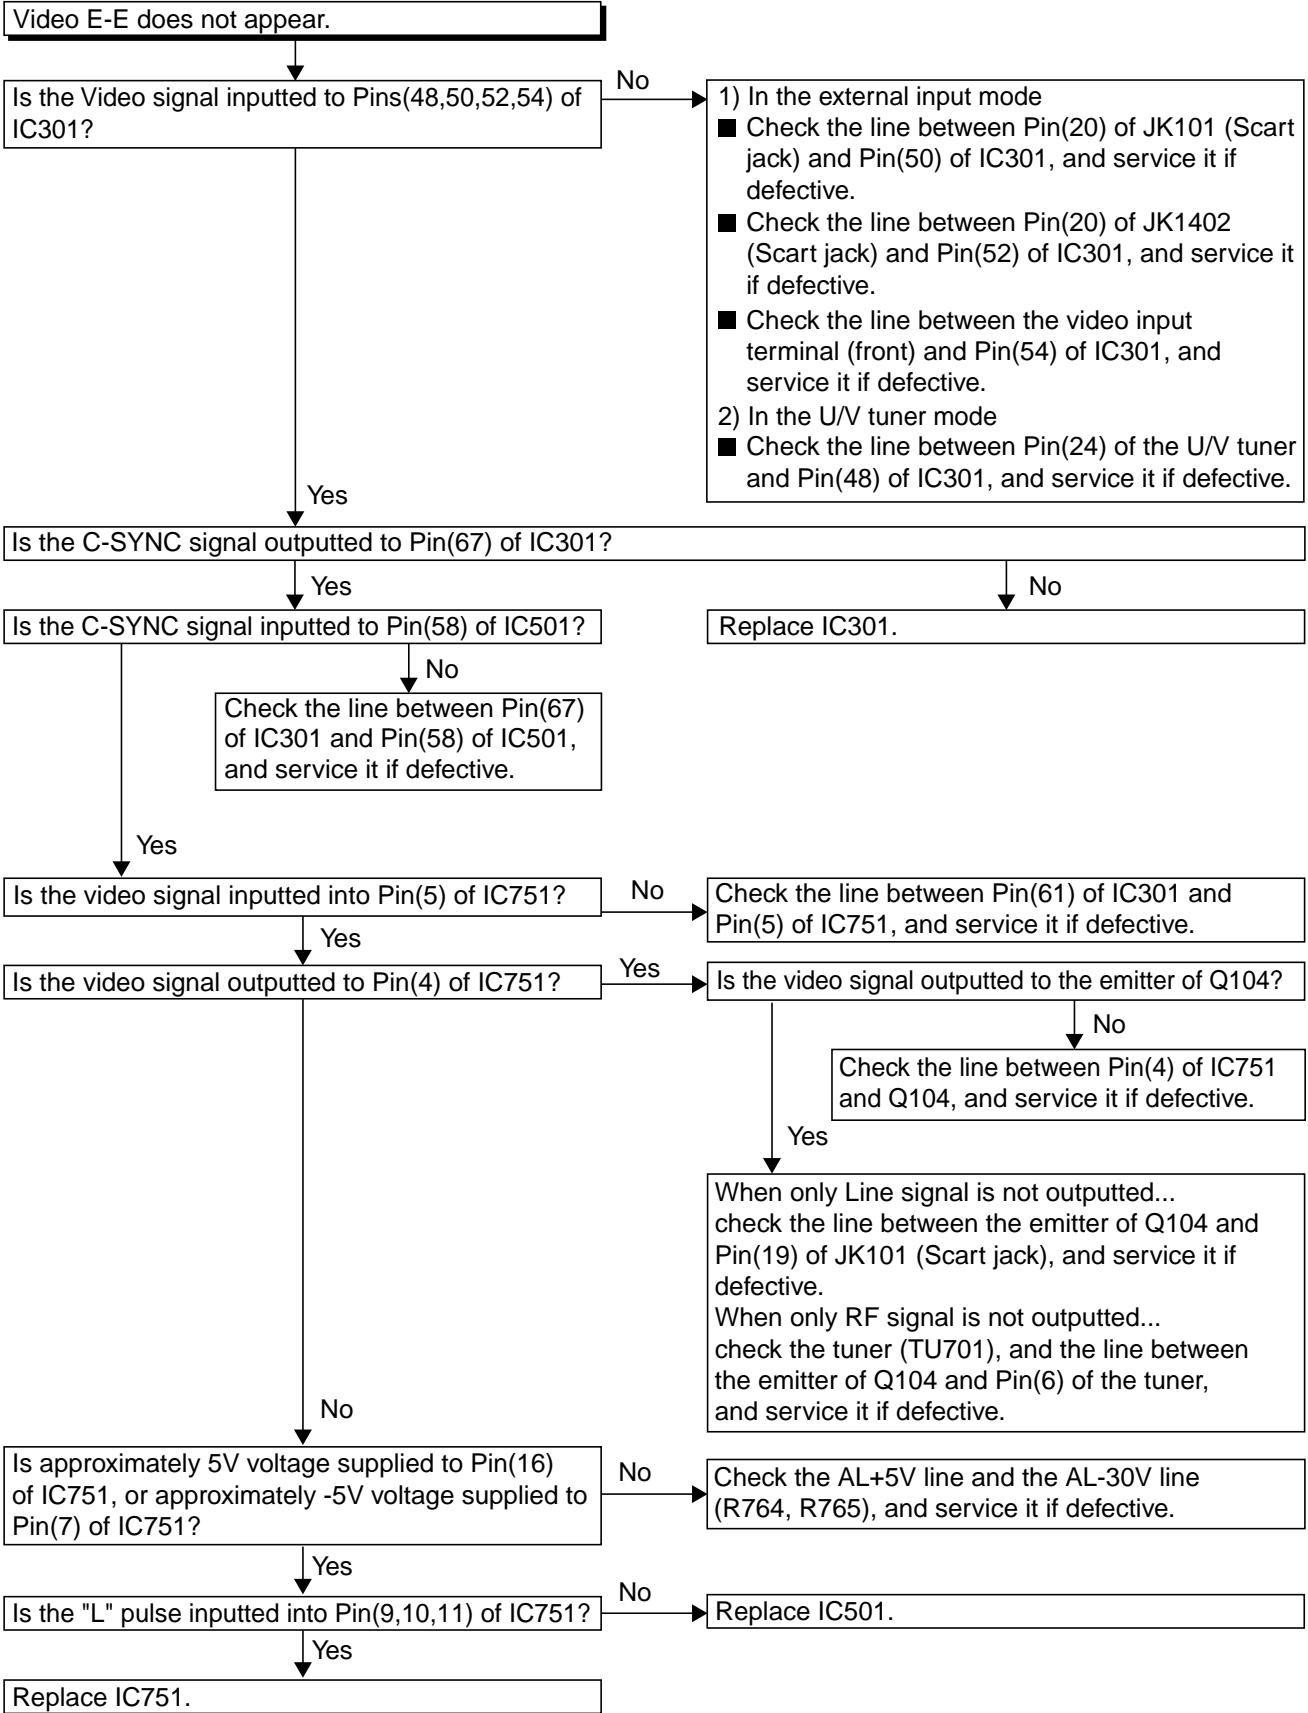 Video E-E does not appear.
Is the Video signal inputted to Pins(48,50,52,54) of
IC301?
No
1) In the external input mode
■ Check the line between Pin(20) of JK101 (Scart
jack) and Pin(50) of IC301, and service it if
defective.
■ Check the line between Pin(20) of JK1402
(Scart jack) and Pin(52) of IC301, and service it
if defective.
■ Check the line between the video input
terminal (front) and Pin(54) of IC301, and
service it if defective.
2) In the U/V tuner mode
■ Check the line between Pin(24) of the U/V tuner
and Pin(48) of IC301, and service it if defective.
Yes
Is the C-SYNC signal outputted to Pin(67) of IC301?
Yes
No
Is the C-SYNC signal inputted to Pin(58) of IC501?
Replace IC301.
No
Check the line between Pin(67)
of IC301 and Pin(58) of IC501,
and service it if defective.
Yes
Is the video signal inputted into Pin(5) of IC751?
No
Check the line between Pin(61) of IC301 and
Pin(5) of IC751, and service it if defective.
Yes
Is the video signal outputted to Pin(4) of IC751?
Yes
Is the video signal outputted to the emitter of Q104?
No
Check the line between Pin(4) of IC751
and Q104, and service it if defective.
Yes
When only Line signal is not outputted...
check the line between the emitter of Q104 and
Pin(19) of JK101 (Scart jack), and service it if
defective.
When only RF signal is not outputted...
check the tuner (TU701), and the line between
the emitter of Q104 and Pin(6) of the tuner,
and service it if defective.
No
Is approximately 5V voltage supplied to Pin(16)
of IC751, or approximately -5V voltage supplied to
Pin(7) of IC751?
No
Check the AL+5V line and the AL-30V line
(R764, R765), and service it if defective.
Yes
Is the "L" pulse inputted into Pin(9,10,11) of IC751?
No
Replace IC501.
Yes
Replace IC751.